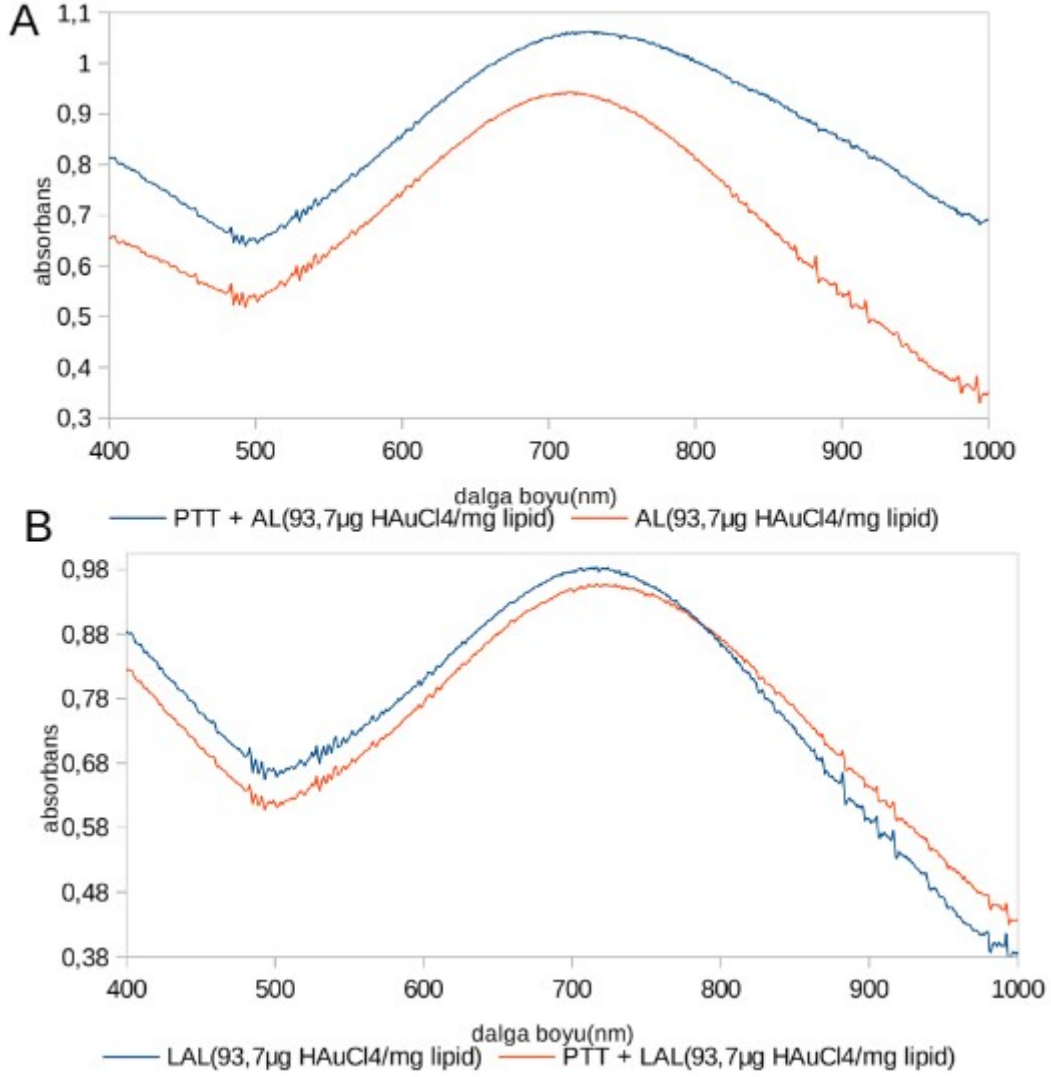 A
1,1
1
0,9
0,8
0,7
0,6
0,5
0,4
0,3
absorbans
400 500 600 700 800 900 1000
dalga boyu(nm)
PTT + AL(93,7µg HAuCl4/mg lipid) AL(93,7µg HAuCl4/mg lipid)
B
0,98
0,88
0,78
0,68
0,58
0,48
0,38
absorbans
400 500 600 700 800 900 1000
dalga boyu(nm)
LAL(93,7µg HAuCl4/mg lipid) PTT + LAL(93,7µg HAuCl4/mg lipid)